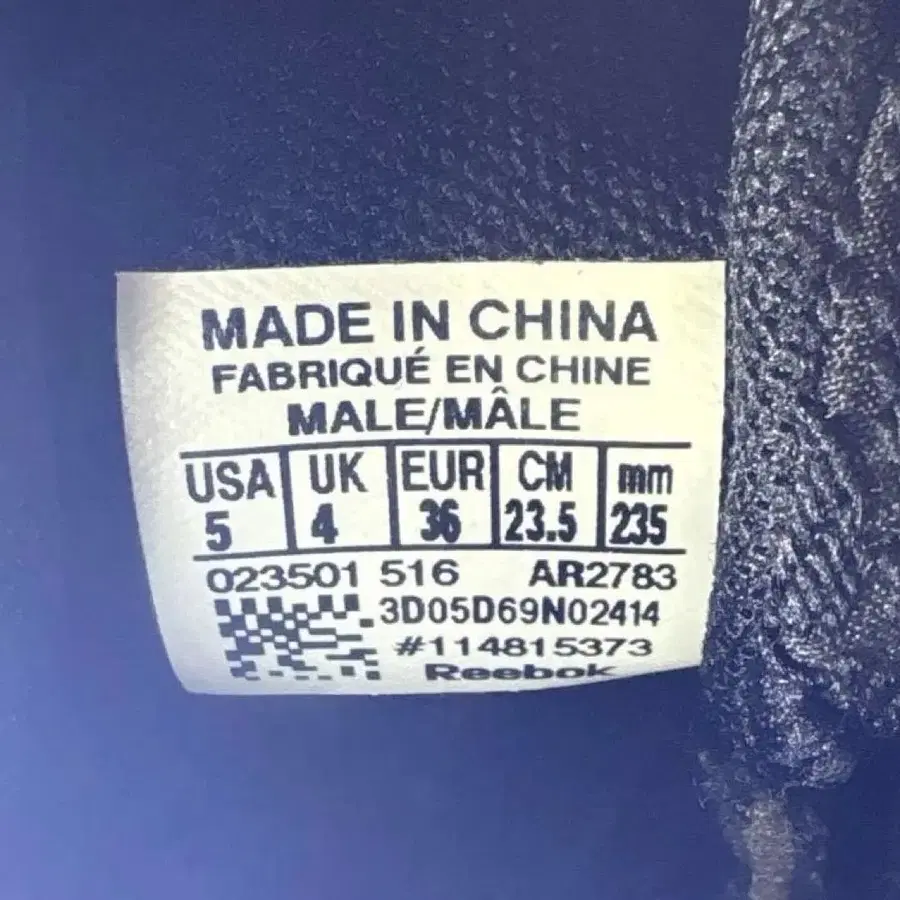 MADE IN CHINA
FABRIQUÉ EN CHINE
MALE/MÂLE
USA UK EUR CM mm
5 4 36 23.5 235
023501 516 AR2783
3D05D69N02414
#114815373
Reebok